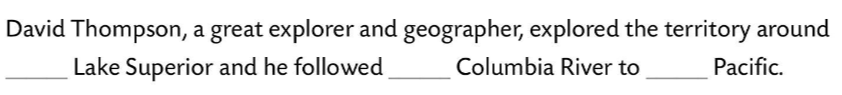 David Thompson, a great explorer and geographer, explored the territory around
_____ Lake Superior and he followed _____ Columbia River to _____ Pacific.